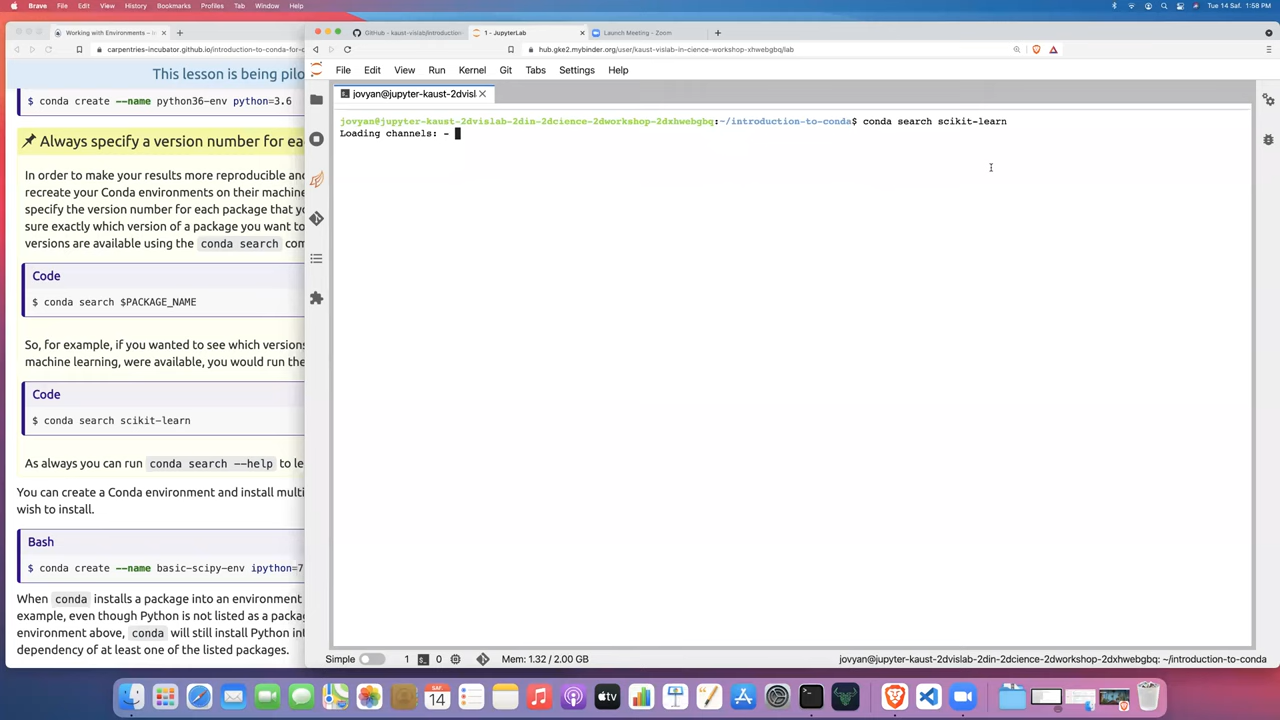 Brave File Edit View History Bookmarks Profiles Tab Window Help
Tue 14 Saf. 1:58 PM
Working with Environments –
carpentries-incubator.github.io/introduction-to-conda-for-d
This lesson is being pilo
$ conda create --name python36-env python=3.6
Always specify a version number for ea
In order to make your results more reproducible and
recreate your Conda environments on their machine
specify the version number for each package that yo
sure exactly which version of a package you want to
versions are available using the conda search com
Code
$ conda search $PACKAGE_NAME
So, for example, if you wanted to see which versions
machine learning, were available, you would run the
Code
$ conda search scikit-learn
As always you can run conda search --help to le
You can create a Conda environment and install multi
wish to install.
Bash
$ conda create --name basic-scipy-env ipython=7
When conda installs a package into an environment
example, even though Python is not listed as a packag
environment above, conda will still install Python int
dependency of at least one of the listed packages.
GitHub - kaust-vislab/introduction-
1 - JupyterLab
Launch Meeting - Zoom
hub.gke2.mybinder.org/user/kaust-vislab-in-cience-workshop-xhwebgbq/lab
File Edit View Run Kernel Git Tabs Settings Help
jovyan@jupyter-kaust-2dvisl
jovyan@jupyter-kaust-2dvislab-2din-2dcience-2dworkshop-2dxhwebgbq:~/introduction-to-conda$ conda search scikit-learn
Loading channels: -
Simple 1 0 Mem: 1.32 / 2.00 GB
jovyan@jupyter-kaust-2dvislab-2din-2dcience-2dworkshop-2dxhwebgbq: ~/introduction-to-conda
SAF.
14
tv